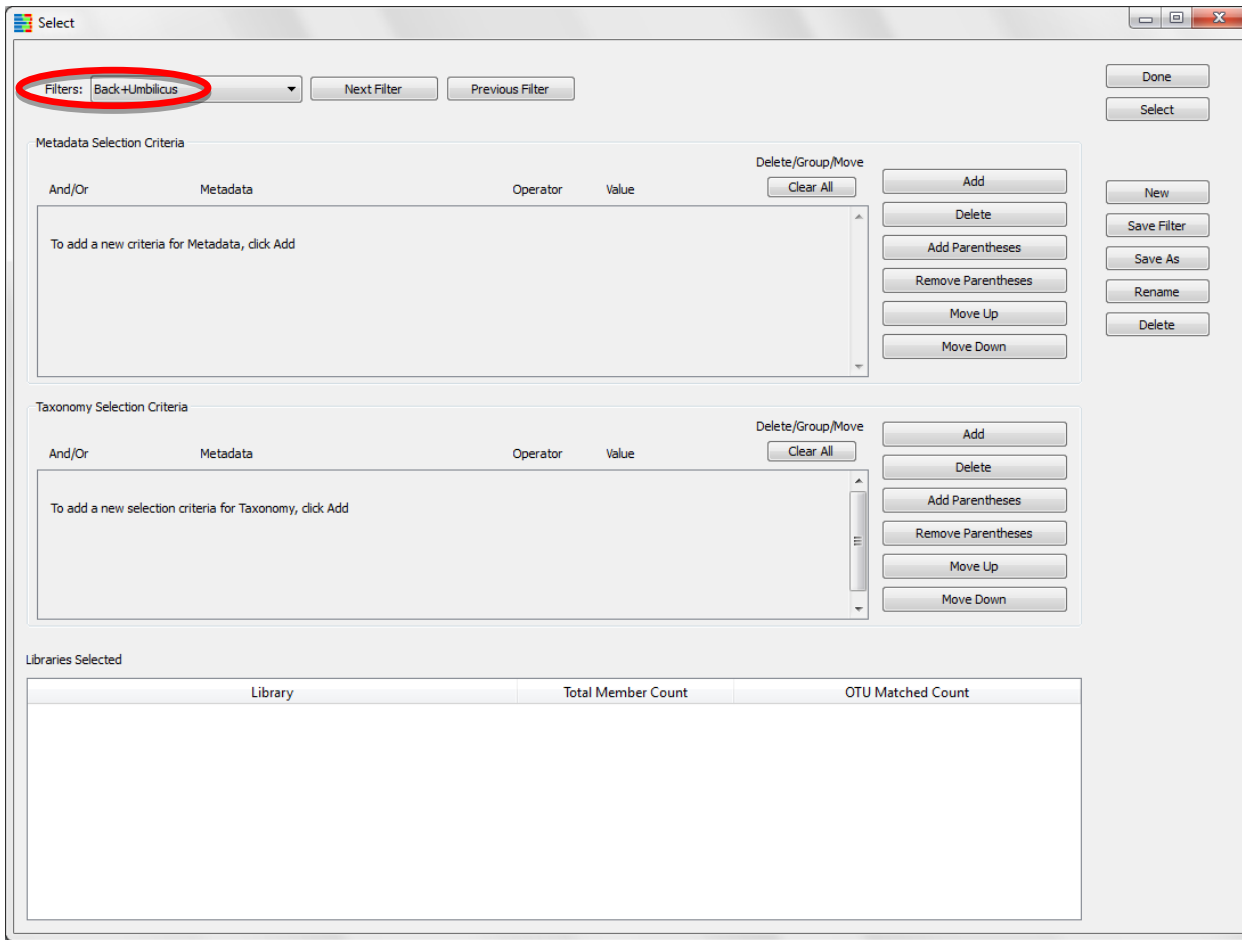 Select
Filters: Back+Umbilicus Next Filter Previous Filter
Done
Select
Metadata Selection Criteria
Delete/Group/Move
And/Or Metadata Operator Value Clear All
To add a new criteria for Metadata, click Add
Add
Delete
Add Parentheses
Remove Parentheses
Move Up
Move Down
New
Save Filter
Save As
Rename
Delete
Taxonomy Selection Criteria
Delete/Group/Move
And/Or Metadata Operator Value Clear All
To add a new selection criteria for Taxonomy, click Add
Add
Delete
Add Parentheses
Remove Parentheses
Move Up
Move Down
Libraries Selected
Library Total Member Count OTU Matched Count